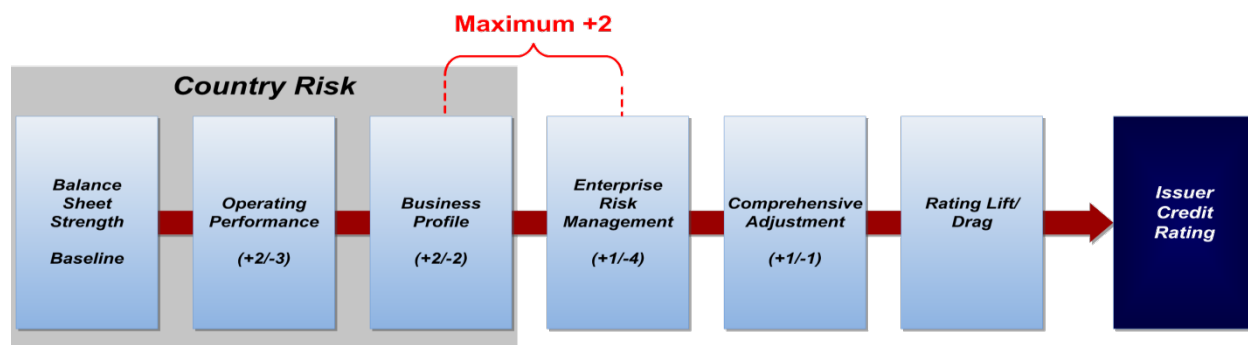 Maximum +2
Country Risk
Balance
Sheet
Strength
Baseline
Operating
Performance
(+2/-3)
Business
Profile
(+2/-2)
Enterprise
Risk
Management
(+1/-4)
Comprehensive
Adjustment
(+1/-1)
Rating Lift/
Drag
Issuer
Credit
Rating